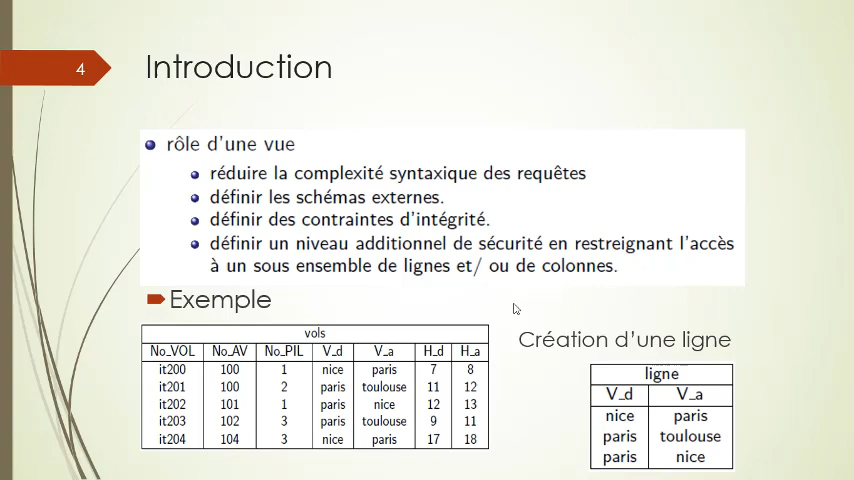 4
Introduction
rôle d'une vue
réduire la complexité syntaxique des requêtes
définir les schémas externes.
définir des contraintes d'intégrité.
définir un niveau additionnel de sécurité en restreignant l'accès
à un sous ensemble de lignes et/ ou de colonnes.
Exemple
vols
No_VOL No_AV No_PIL V_d V_a H_d H_a
it200 100 1 nice paris 7 8
it201 100 2 paris toulouse 11 12
it202 101 1 paris nice 12 13
it203 102 3 paris toulouse 9 11
it204 104 3 nice paris 17 18
Création d'une ligne
ligne
V_d V_a
nice paris
paris toulouse
paris nice